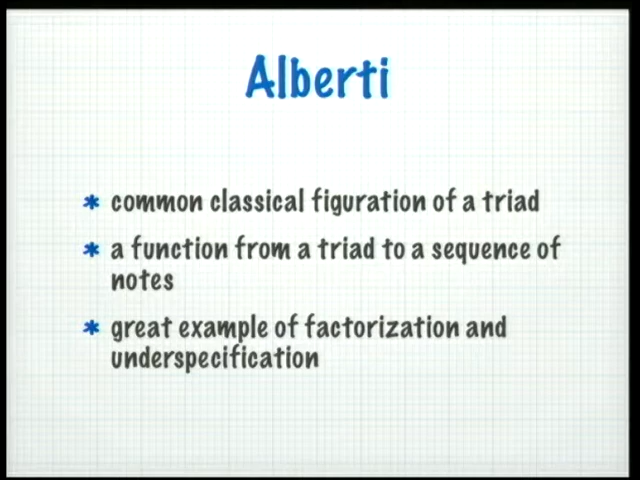 Alberti
* common classical figuration of a triad
* a function from a triad to a sequence of
notes
* great example of factorization and
underspecification